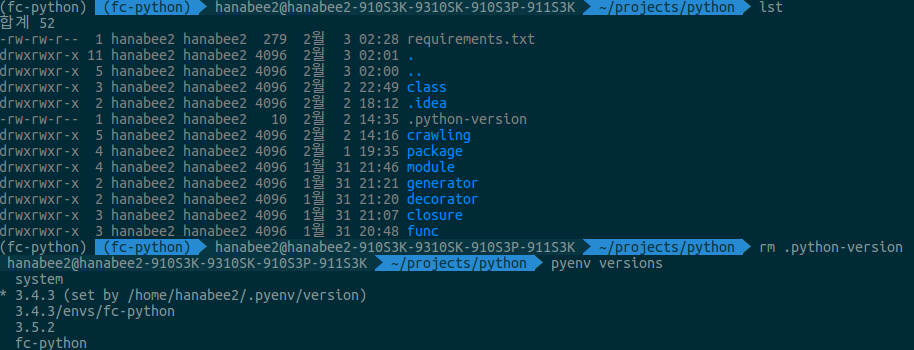 (fc-python) (fc-python) hanabee2@hanabee2-910S3K-9310SK-910S3P-911S3K ~/projects/python lst
합계 52
-rw-rw-r-- 1 hanabee2 hanabee2 279 2월 3 02:28 requirements.txt
drwxrwxr-x 11 hanabee2 hanabee2 4096 2월 3 02:01 .
drwxrwxr-x 5 hanabee2 hanabee2 4096 2월 3 02:00 ..
drwxrwxr-x 3 hanabee2 hanabee2 4096 2월 2 22:49 class
drwxrwxr-x 2 hanabee2 hanabee2 4096 2월 2 18:12 .idea
-rw-rw-r-- 1 hanabee2 hanabee2 10 2월 2 14:35 .python-version
drwxrwxr-x 5 hanabee2 hanabee2 4096 2월 2 14:16 crawling
drwxrwxr-x 4 hanabee2 hanabee2 4096 2월 1 19:35 package
drwxrwxr-x 4 hanabee2 hanabee2 4096 1월 31 21:46 module
drwxrwxr-x 2 hanabee2 hanabee2 4096 1월 31 21:21 generator
drwxrwxr-x 2 hanabee2 hanabee2 4096 1월 31 21:20 decorator
drwxrwxr-x 3 hanabee2 hanabee2 4096 1월 31 21:07 closure
drwxrwxr-x 3 hanabee2 hanabee2 4096 1월 31 20:48 func
(fc-python) (fc-python) hanabee2@hanabee2-910S3K-9310SK-910S3P-911S3K ~/projects/python rm .python-version
hanabee2@hanabee2-910S3K-9310SK-910S3P-911S3K ~/projects/python pyenv versions
system
* 3.4.3 (set by /home/hanabee2/.pyenv/version)
3.4.3/envs/fc-python
3.5.2
fc-python